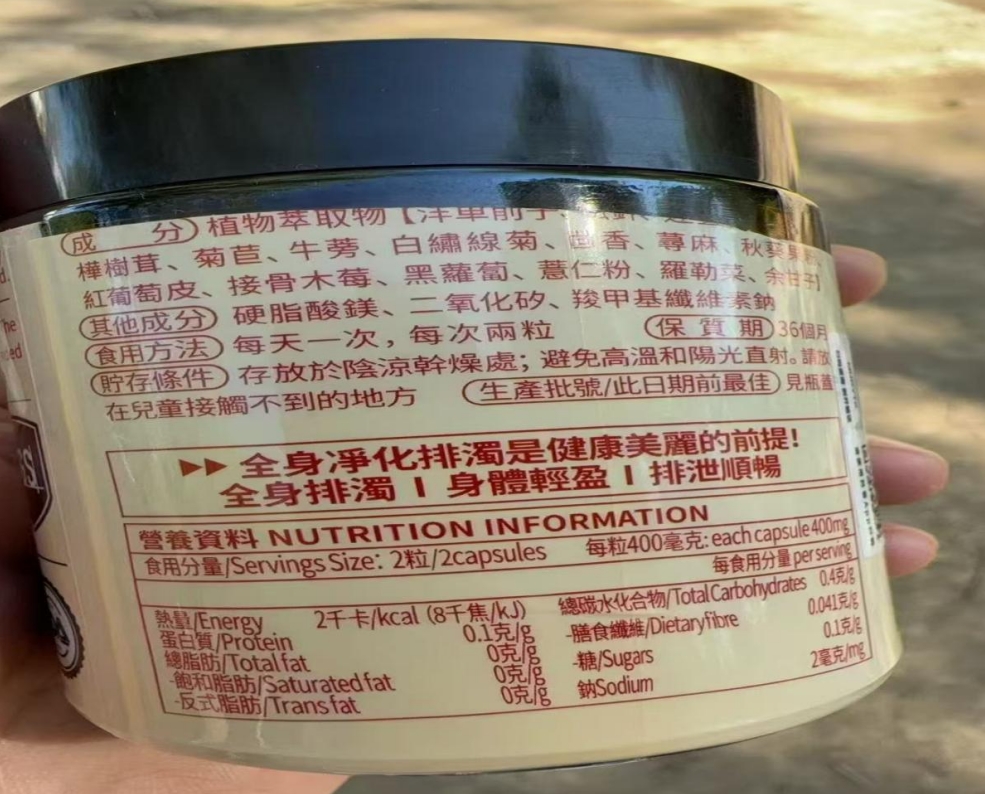 成 分 植物萃取物【洋車前子、
樺樹茸、菊苣、牛蒡、白繡線菊、茴香、蕁麻、秋葵果
紅葡萄皮、接骨木莓、黑蘿蔔、薏仁粉、羅勒菜、余甘子】
其他成分 硬脂酸鎂、二氧化矽、羧甲基纖維素鈉
食用方法 每天一次，每次兩粒 保質期 36個月
貯存條件 存放於陰涼幹燥處；避免高溫和陽光直射。請放
在兒童接觸不到的地方 生產批號/此日期前最佳 見瓶蓋
全身凈化排濁是健康美麗的前提!
全身排濁 | 身體輕盈 | 排泄順暢
營養資料 NUTRITION INFORMATION
食用分量/Servings Size: 2粒/2capsules 每粒400毫克: each capsule 400mg
每食用分量 per serving
熱量/Energy 2千卡/kcal (8千焦/kJ)
蛋白質/Protein 0.1克/g
總脂肪/Total fat 0克/g
-飽和脂肪/Saturated fat 0克/g
-反式脂肪/Trans fat 0克/g
總碳水化合物/Total Carbohydrates 0.4克/g
-膳食纖維/Dietary fibre 0.041克/g
-糖/Sugars 0.1克/g
鈉Sodium 2毫克/mg